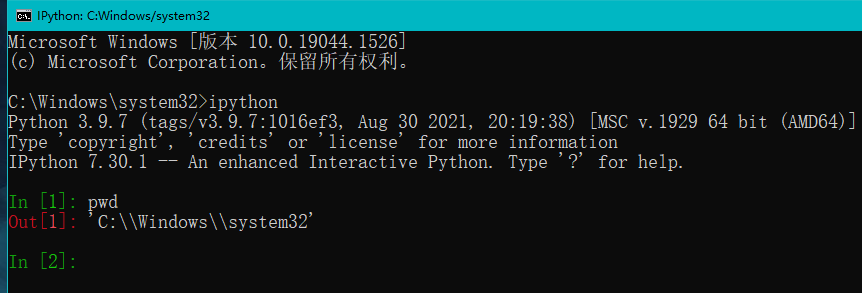 IPython: C:Windows/system32
Microsoft Windows [版本 10.0.19044.1526]
(c) Microsoft Corporation。保留所有权利。
C:\Windows\system32>ipython
Python 3.9.7 (tags/v3.9.7:1016ef3, Aug 30 2021, 20:19:38) [MSC v.1929 64 bit (AMD64)]
Type 'copyright', 'credits' or 'license' for more information
IPython 7.30.1 -- An enhanced Interactive Python. Type '?' for help.
In [1]: pwd
Out[1]: 'C:\\Windows\\system32'
In [2]: